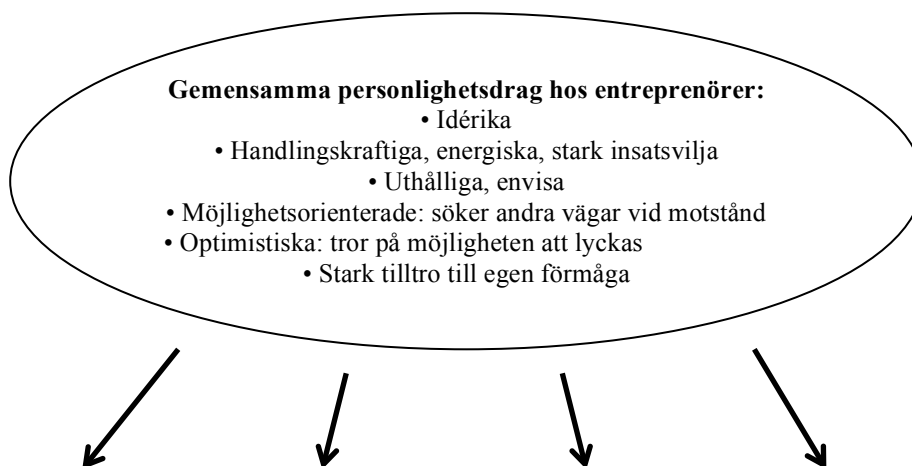 Gemensamma personlighetsdrag hos entreprenörer:
• Idérika
• Handlingskraftiga, energiska, stark insatsvilja
• Uthålliga, envisa
• Möjlighetsorienterade: söker andra vägar vid motstånd
• Optimistiska: tror på möjligheten att lyckas
• Stark tilltro till egen förmåga